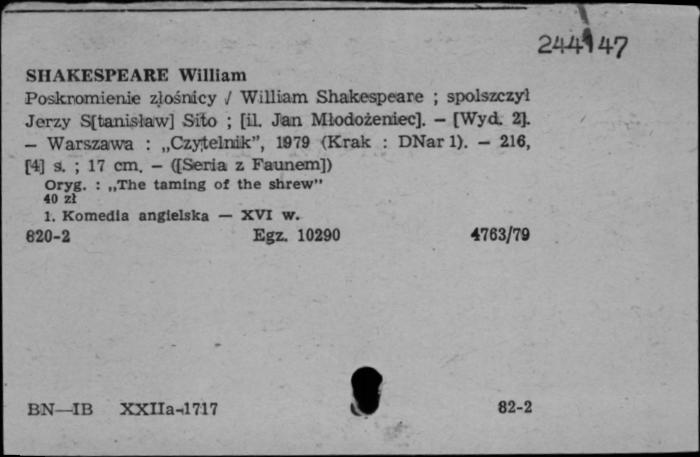 244147
SHAKESPEARE William
Poskromienie złośnicy / William Shakespeare ; spolszczył
Jerzy S[tanisław] Sito ; [il. Jan Młodożeniec]. — [Wyd. 2].
— Warszawa : „Czytelnik”, 1979 (Krak : DNar 1). — 216,
[4] s. ; 17 cm. — ([Seria z Faunem])
Oryg. : „The taming of the shrew”
40 zł
1. Komedia angielska — XVI w.
820-2 Egz. 10290 4763/79
BN—IB XXIIa-1717 82-2